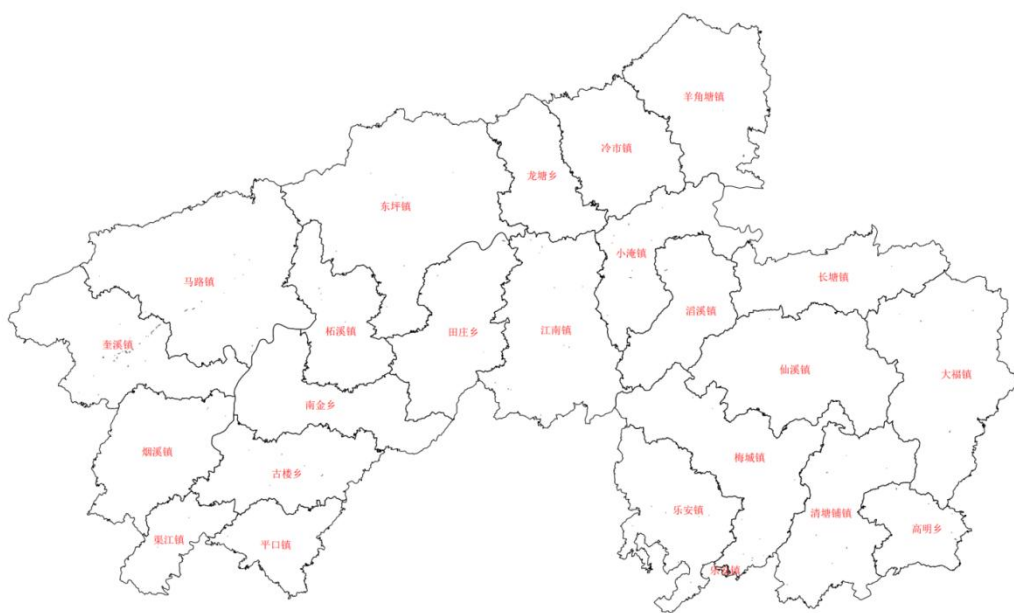 羊角塘镇
冷市镇
龙塘乡
东坪镇
小淹镇
马路镇
长塘镇
滔溪镇
柘溪镇
田庄乡
江南镇
奎溪镇
仙溪镇
大福镇
南金乡
烟溪镇
梅城镇
古楼乡
乐安镇
清塘铺镇
高明乡
渠江镇
平口镇